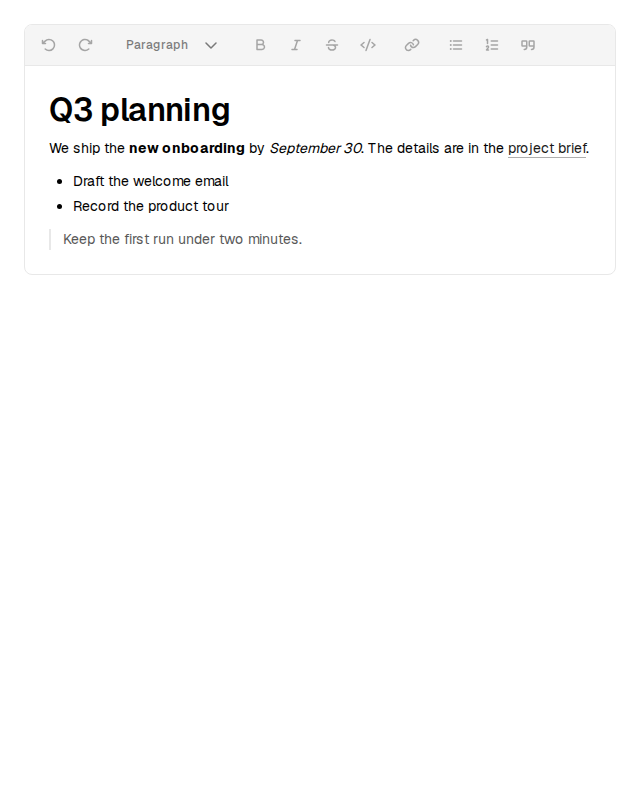 Paragraph
Q3 planning
We ship the new onboarding by September 30. The details are in the project brief.
Draft the welcome email
Record the product tour
Keep the first run under two minutes.